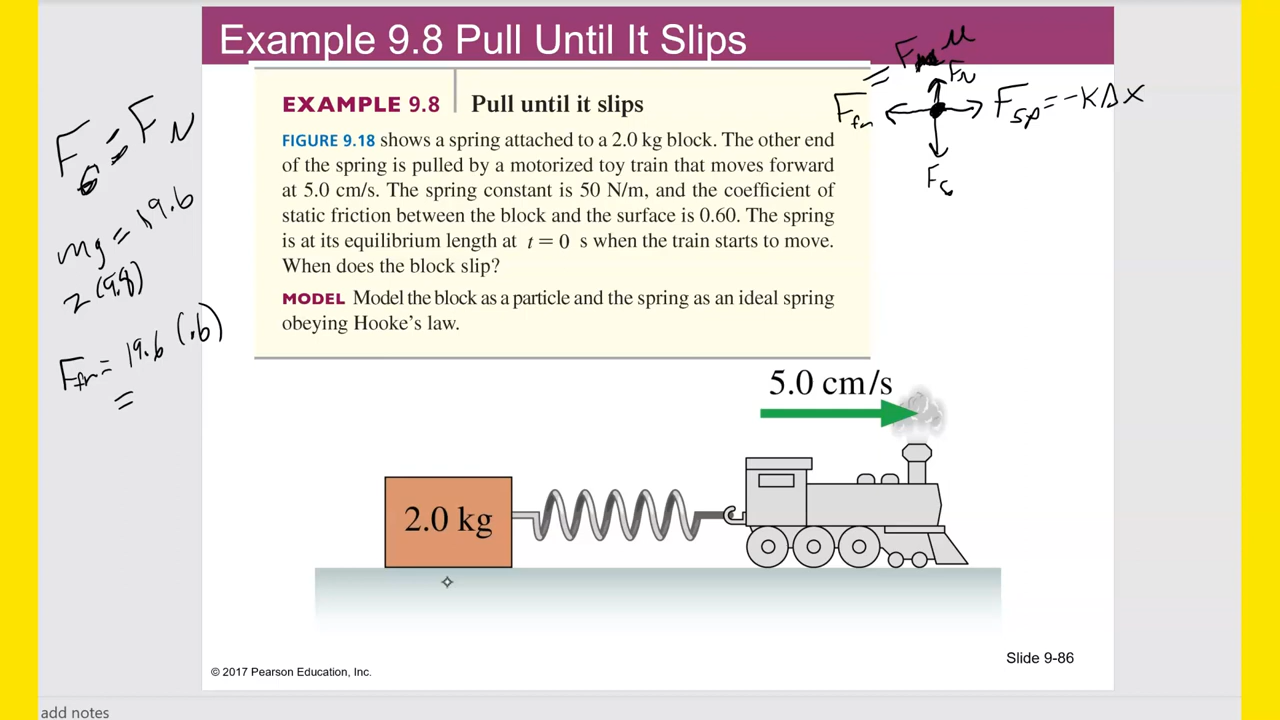 Example 9.8 Pull Until It Slips
EXAMPLE 9.8 Pull until it slips
FIGURE 9.18 shows a spring attached to a 2.0 kg block. The other end
of the spring is pulled by a motorized toy train that moves forward
at 5.0 cm/s. The spring constant is 50 N/m, and the coefficient of
static friction between the block and the surface is 0.60. The spring
is at its equilibrium length at t = 0 s when the train starts to move.
When does the block slip?
MODEL Model the block as a particle and the spring as an ideal spring
obeying Hooke's law.
F_G = F_N
mg = 19.6
2(9.8)
F_fr = 19.6 (.6)
=
= F μ
F_N
F_fr
F_sp = -KΔx
F_G
5.0 cm/s
2.0 kg
Slide 9-86
© 2017 Pearson Education, Inc.
add notes